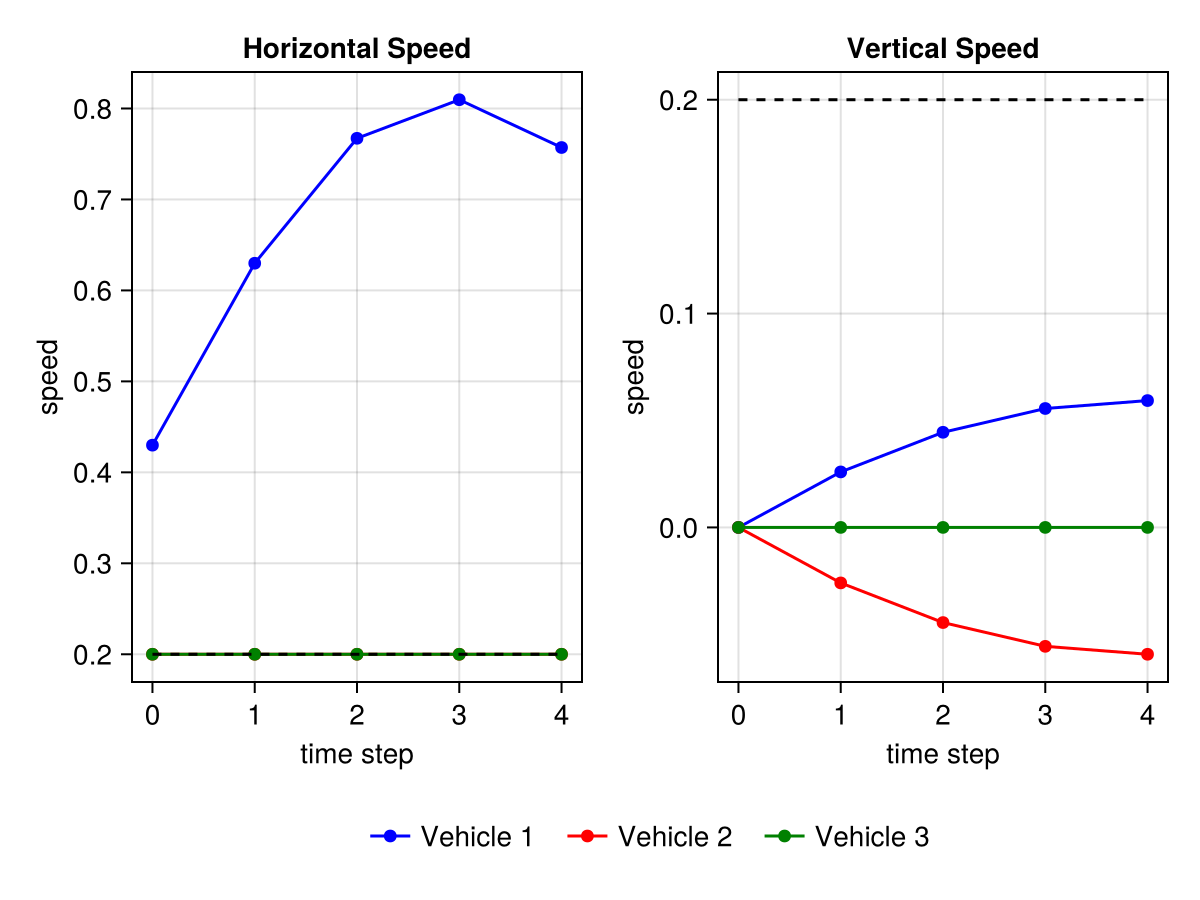 Horizontal Speed
0.8
0.7
0.6
0.5
0.4
0.3
0.2
speed
0 1 2 3 4
time step
Vertical Speed
0.2
0.1
0.0
speed
0 1 2 3 4
time step
Vehicle 1 Vehicle 2 Vehicle 3